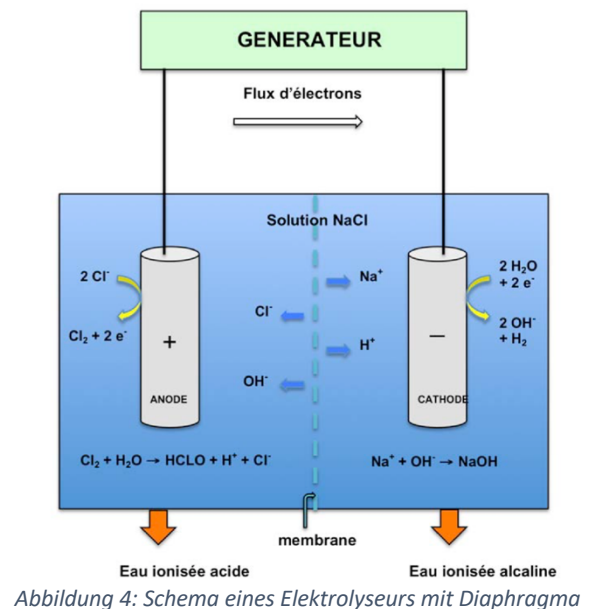 GENERATEUR
Flux d'électrons
Solution NaCl
2 Cl⁻
Cl₂ + 2 e⁻
+
ANODE
Na⁺
Cl⁻
H⁺
OH⁻
2 H₂O
+ 2 e⁻
2 OH⁻
+ H₂
–
CATHODE
Cl₂ + H₂O → HCLO + H⁺ + Cl⁻
Na⁺ + OH⁻ → NaOH
membrane
Eau ionisée acide
Eau ionisée alcaline
Abbildung 4: Schema eines Elektrolyseurs mit Diaphragma